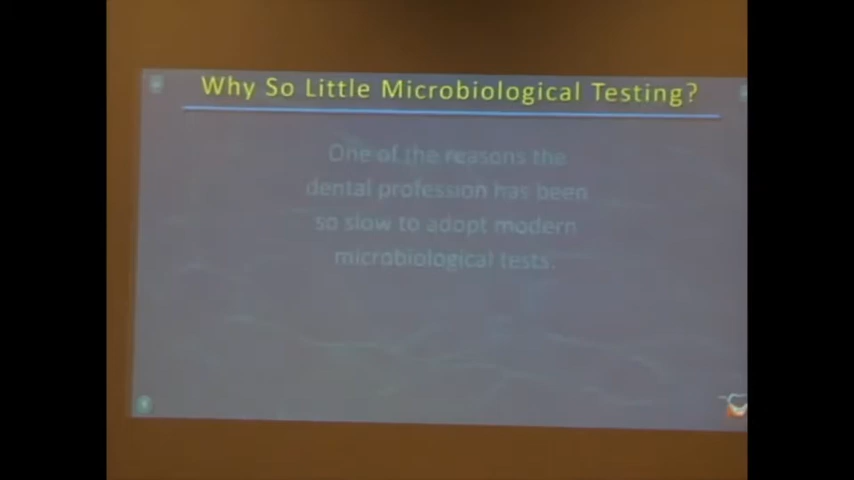 Why So Little Microbiological Testing?
One of the reasons the
dental profession has been
so slow to adopt modern
microbiological tests.